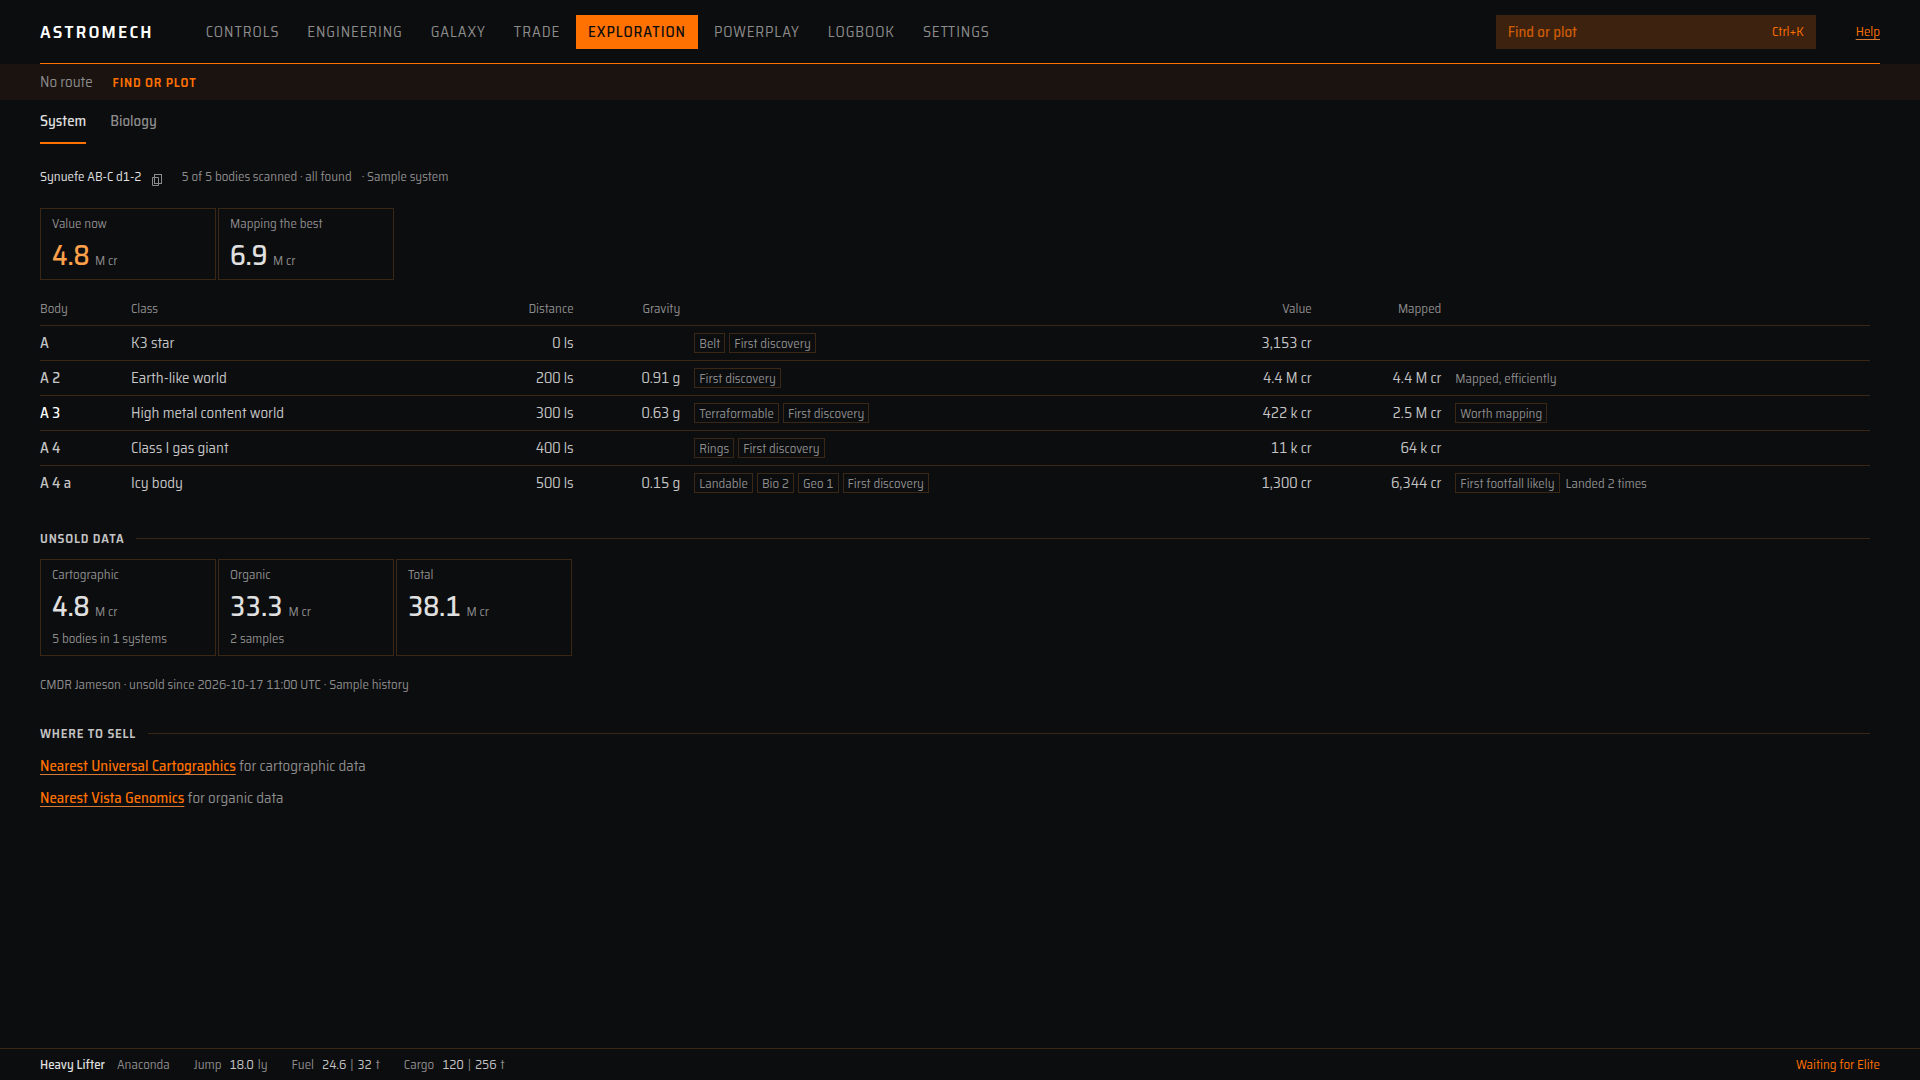 ASTROMECH CONTROLS ENGINEERING GALAXY TRADE EXPLORATION POWERPLAY LOGBOOK SETTINGS Find or plot Ctrl+K Help
No route FIND OR PLOT
System Biology
Synuefe AB-C d1-2 5 of 5 bodies scanned · all found · Sample system
Value now Mapping the best
4.8 M cr 6.9 M cr
Body Class Distance Gravity Value Mapped
A K3 star 0 ls Belt First discovery 3,153 cr
A 2 Earth-like world 200 ls 0.91 g First discovery 4.4 M cr 4.4 M cr Mapped, efficiently
A 3 High metal content world 300 ls 0.63 g Terraformable First discovery 422 k cr 2.5 M cr Worth mapping
A 4 Class I gas giant 400 ls Rings First discovery 11 k cr 64 k cr
A 4 a Icy body 500 ls 0.15 g Landable Bio 2 Geo 1 First discovery 1,300 cr 6,344 cr First footfall likely Landed 2 times
UNSOLD DATA
Cartographic Organic Total
4.8 M cr 33.3 M cr 38.1 M cr
5 bodies in 1 systems 2 samples
CMDR Jameson · unsold since 2026-10-17 11:00 UTC · Sample history
WHERE TO SELL
Nearest Universal Cartographics for cartographic data
Nearest Vista Genomics for organic data
Heavy Lifter Anaconda Jump 18.0 ly Fuel 24.6 | 32 t Cargo 120 | 256 t Waiting for Elite